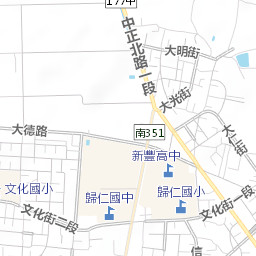 177甲
中正北路一段
大明街
大光街
大仁街
大德路
南351
新豐高中
文化國小
歸仁國小
歸仁國中
文化街一段
文化街二段
信